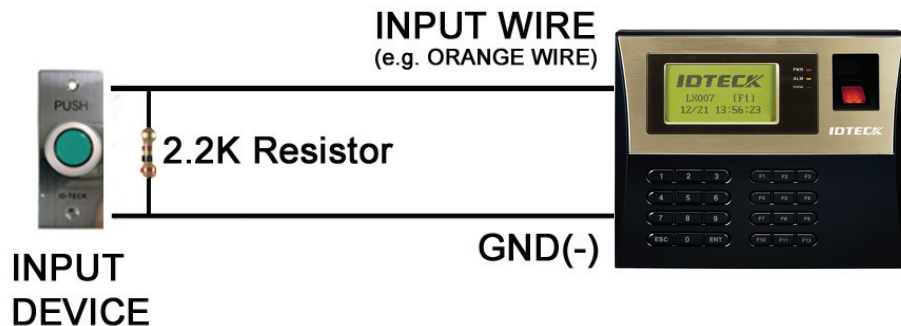 INPUT WIRE
(e.g. ORANGE WIRE)
PUSH
ID-TECK
2.2K Resistor
GND(-)
INPUT
DEVICE
PWR
ALM
IDTECK
LX007 [F1]
12/21 13:56:23
IDTECK
1 2 3 F1 F2 F3
4 5 6 F4 F5 F6
7 8 9 F7 F8 F9
ESC 0 ENT F10 F11 F12